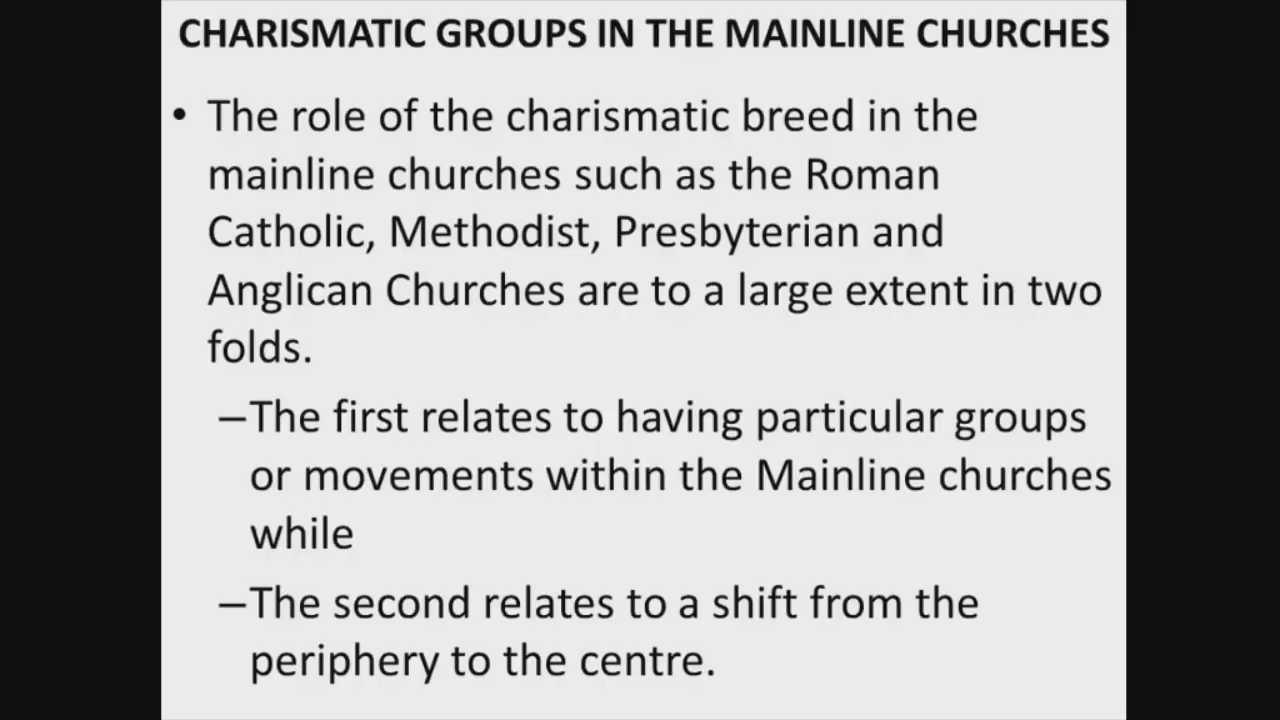 CHARISMATIC GROUPS IN THE MAINLINE CHURCHES
• The role of the charismatic breed in the
mainline churches such as the Roman
Catholic, Methodist, Presbyterian and
Anglican Churches are to a large extent in two
folds.
–The first relates to having particular groups
or movements within the Mainline churches
while
–The second relates to a shift from the
periphery to the centre.